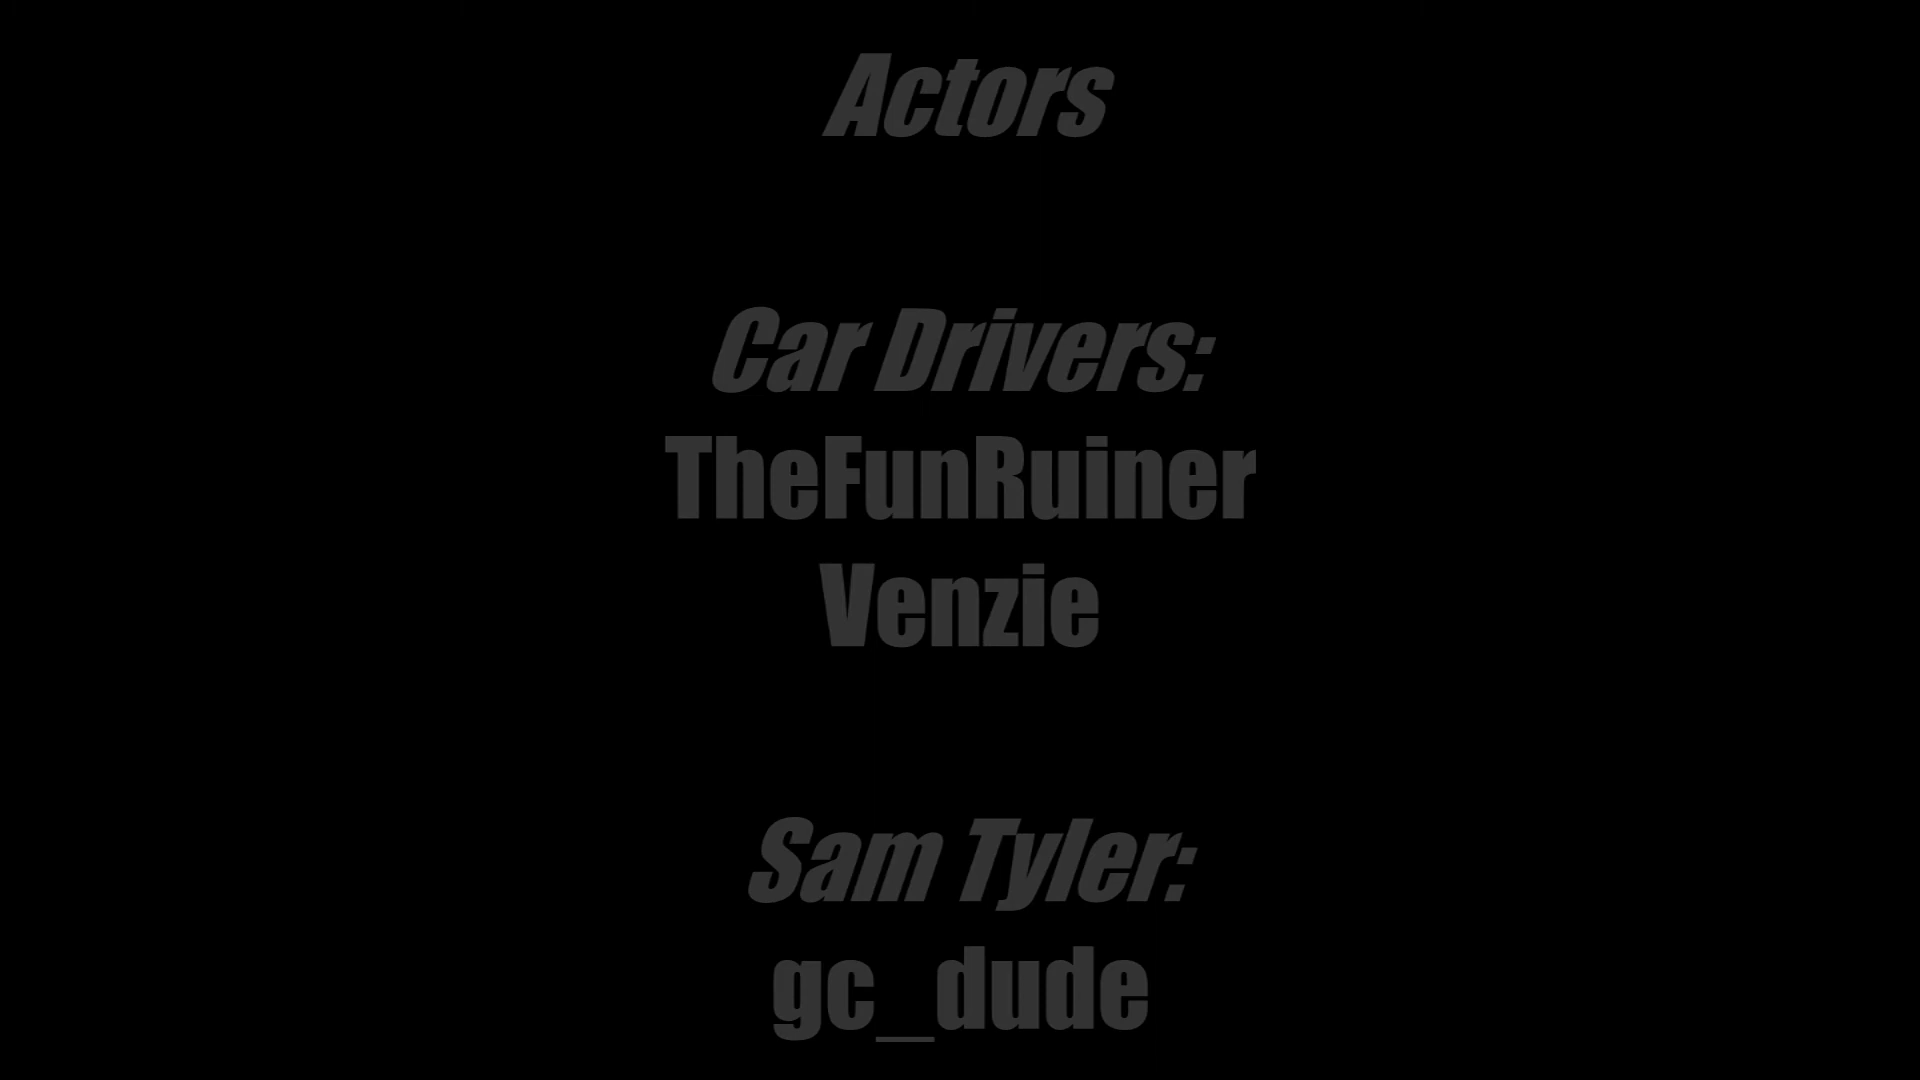 Actors
Car Drivers:
TheFunRuiner
Venzie
Sam Tyler:
gc_dude